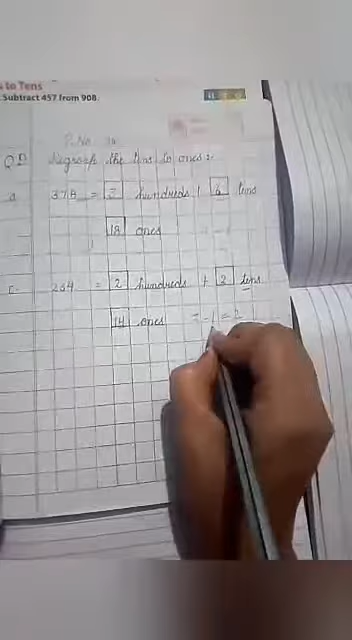 s to Tens
Subtract 457 from 908.
P.No
Q
Regroup the tens to ones :
a 378 = 3 hundreds + 6 tens
18 ones
c. 234 = 2 hundreds + 2 tens
14 ones 3 - 1 = 2